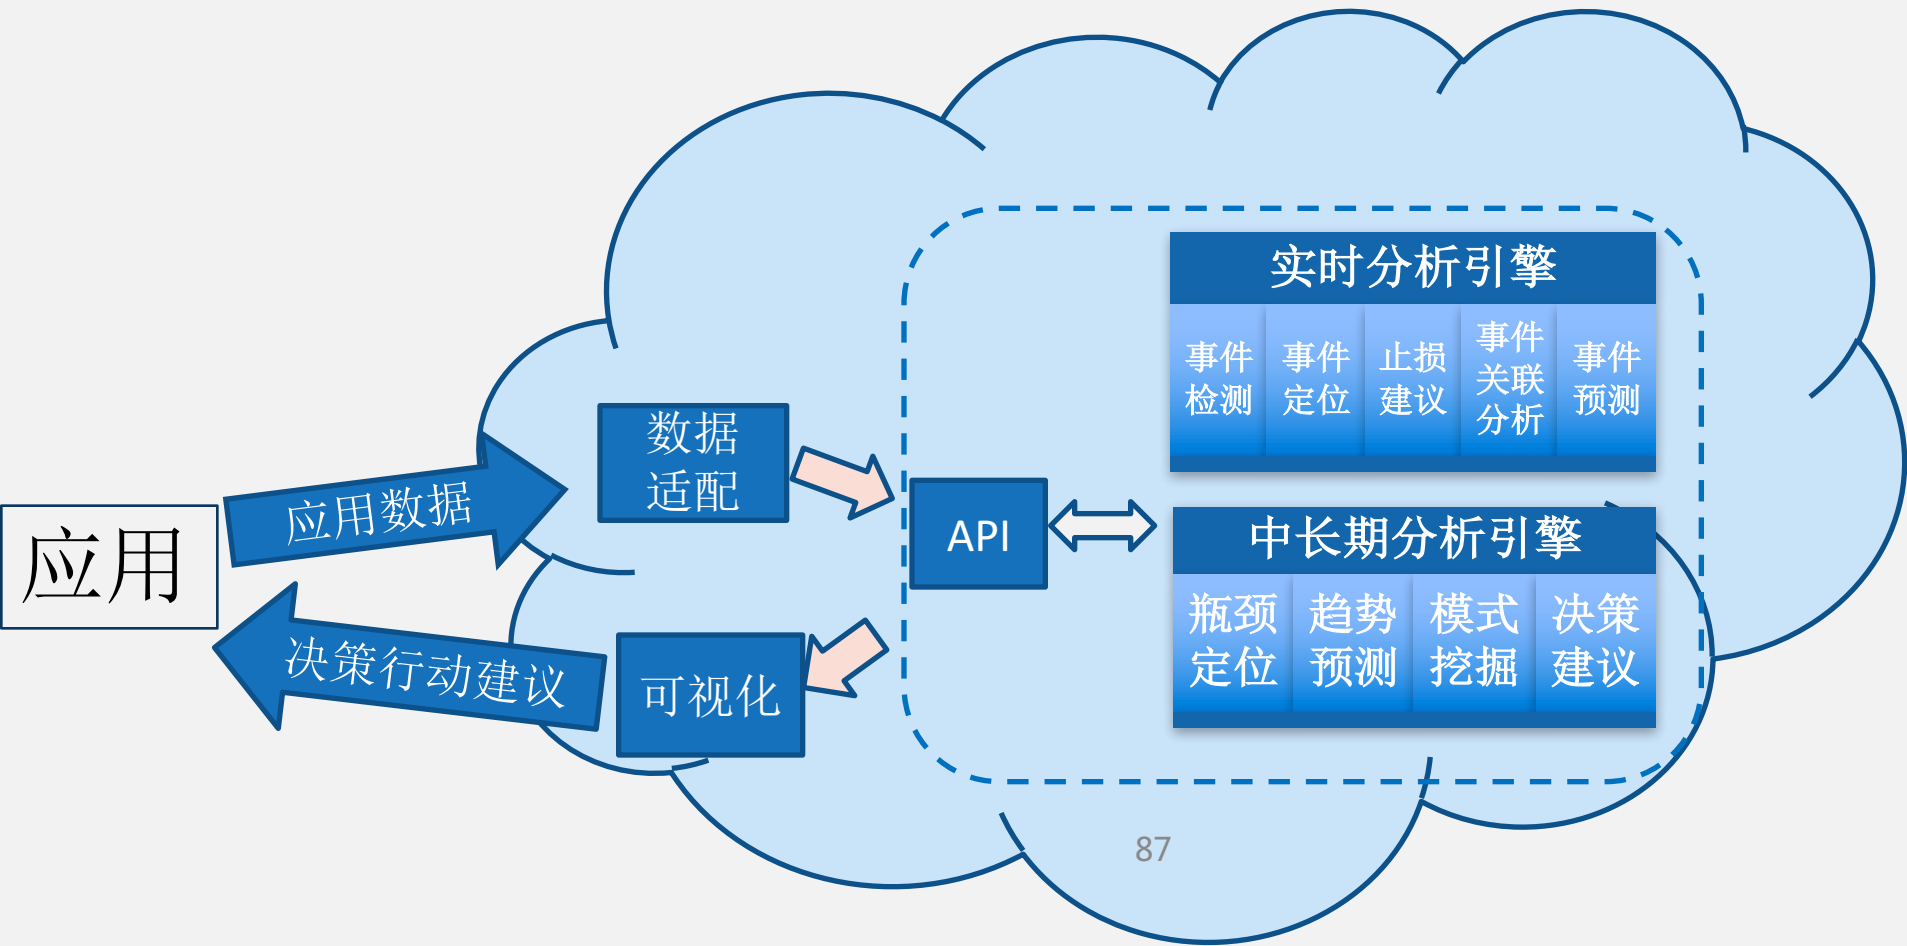 应用
应用数据
决策行动建议
数据
适配
可视化
API
实时分析引擎
事件
检测
事件
定位
止损
建议
事件
关联
分析
事件
预测
中长期分析引擎
瓶颈
定位
趋势
预测
模式
挖掘
决策
建议
87